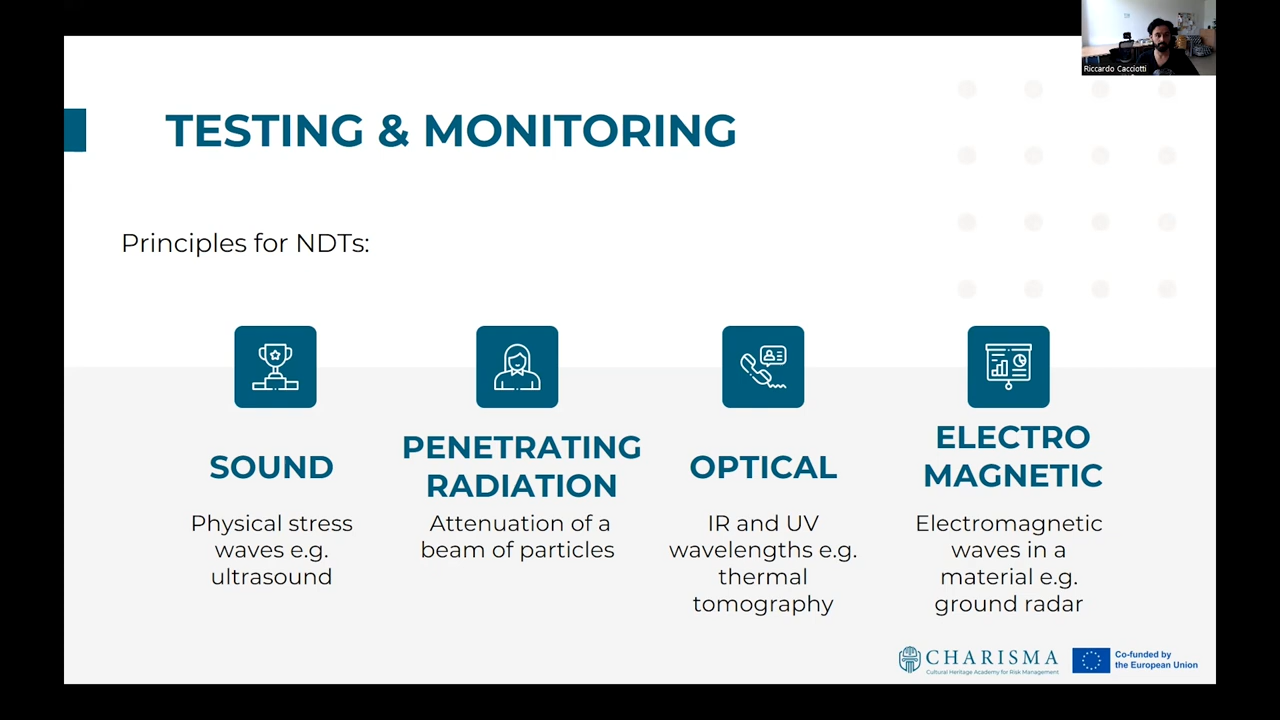 Riccardo Cacciotti
TESTING & MONITORING
Principles for NDTs:
SOUND
Physical stress
waves e.g.
ultrasound
PENETRATING
RADIATION
Attenuation of a
beam of particles
OPTICAL
IR and UV
wavelengths e.g.
thermal
tomography
ELECTRO
MAGNETIC
Electromagnetic
waves in a
material e.g.
ground radar
CHARISMA
Cultural Heritage Academy for Risk Management
Co-funded by
the European Union